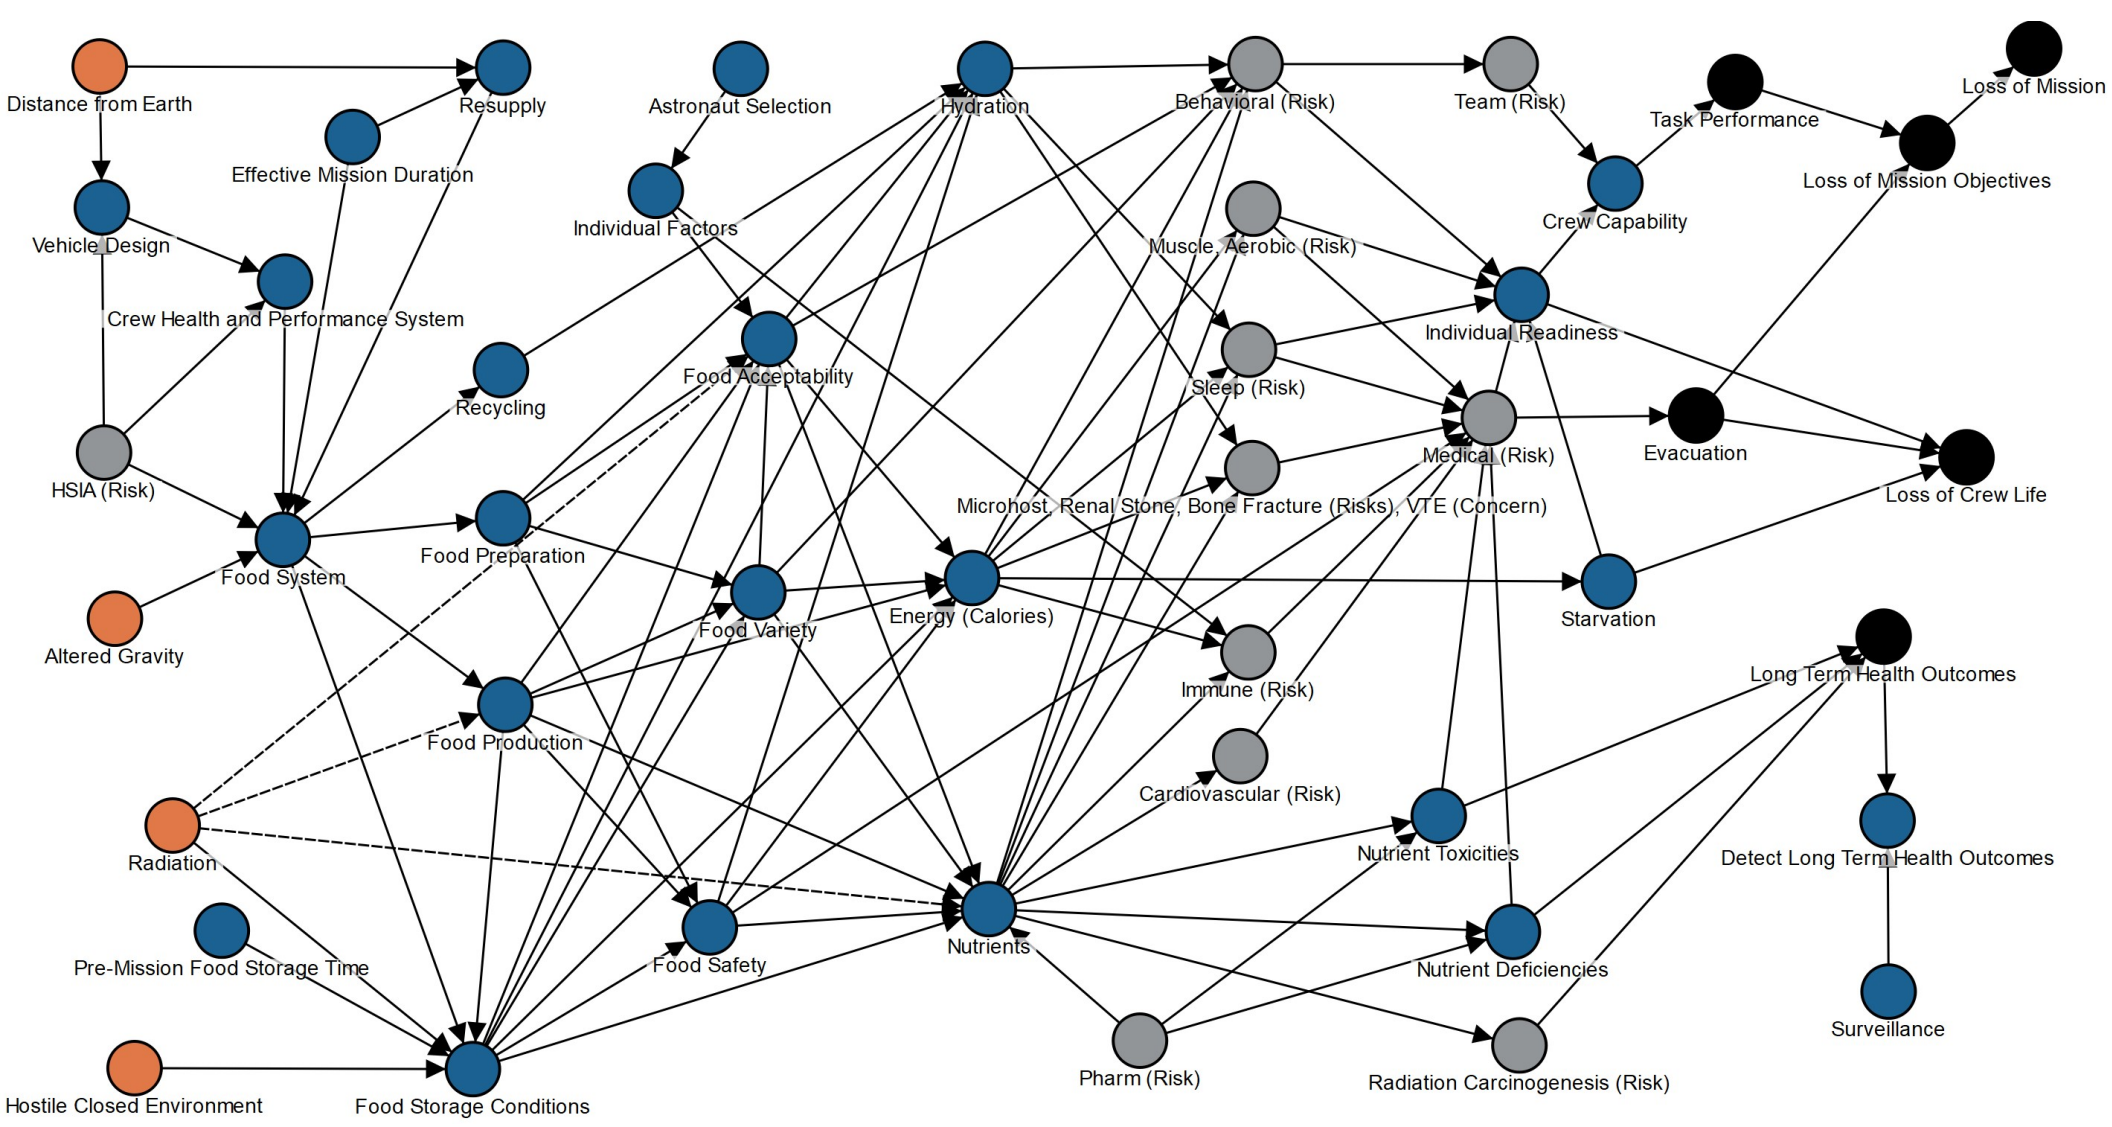 Loss of Mission
Distance from Earth
Resupply
Astronaut Selection
Hydration
Behavioral (Risk)
Team (Risk)
Task Performance
Effective Mission Duration
Loss of Mission Objectives
Individual Factors
Crew Capability
Vehicle Design
Muscle, Aerobic (Risk)
Crew Health and Performance System
Individual Readiness
Food Acceptability
Sleep (Risk)
Recycling
Medical (Risk)
Evacuation
HSIA (Risk)
Loss of Crew Life
Microhost, Renal Stone, Bone Fracture (Risks), VTE (Concern)
Food Preparation
Food System
Energy (Calories)
Starvation
Food Variety
Altered Gravity
Long Term Health Outcomes
Immune (Risk)
Food Production
Cardiovascular (Risk)
Nutrient Toxicities
Detect Long Term Health Outcomes
Radiation
Nutrients
Food Safety
Pre-Mission Food Storage Time
Nutrient Deficiencies
Surveillance
Pharm (Risk)
Radiation Carcinogenesis (Risk)
Hostile Closed Environment
Food Storage Conditions